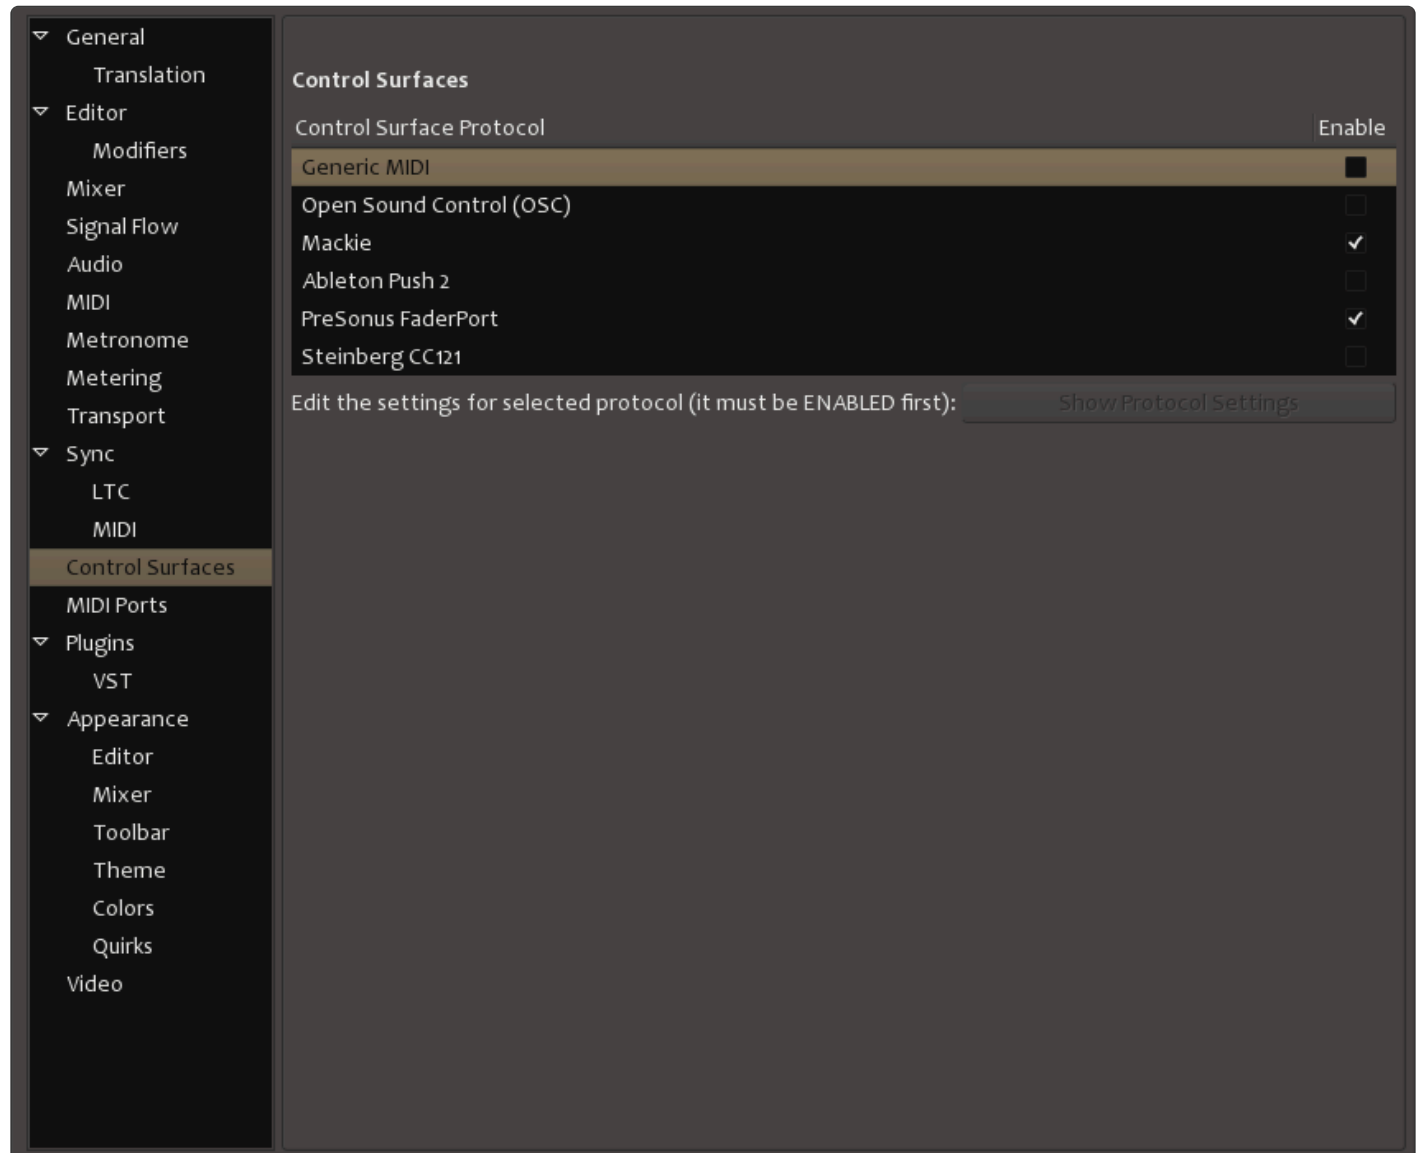 General
Translation
Editor
Modifiers
Mixer
Signal Flow
Audio
MIDI
Metronome
Metering
Transport
Sync
LTC
MIDI
Control Surfaces
MIDI Ports
Plugins
VST
Appearance
Editor
Mixer
Toolbar
Theme
Colors
Quirks
Video
Control Surfaces
Control Surface Protocol Enable
Generic MIDI
Open Sound Control (OSC)
Mackie
Ableton Push 2
PreSonus FaderPort
Steinberg CC121
Edit the settings for selected protocol (it must be ENABLED first): Show Protocol Settings